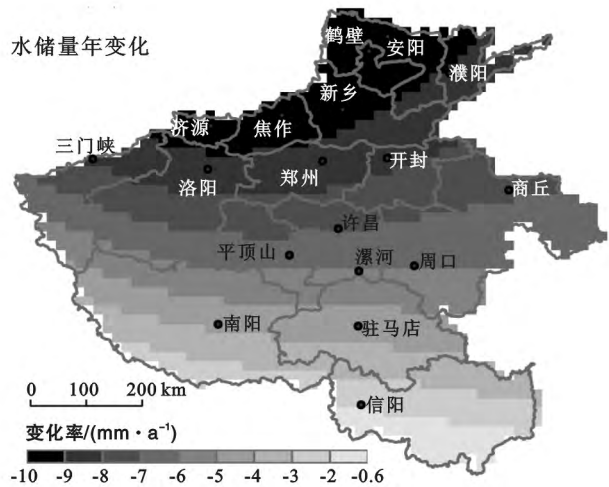 水储量年变化
鹤壁
安阳
濮阳
新乡
济源
焦作
三门峡
洛阳
郑州
开封
商丘
许昌
平顶山
漯河
周口
南阳
驻马店
信阳
0 100 200 km
变化率/(mm·a⁻¹)
-10 -9 -8 -7 -6 -5 -4 -3 -2 -0.6